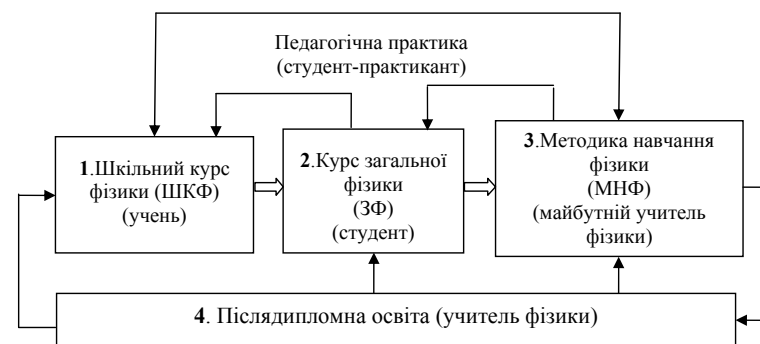 Педагогічна практика
(студент-практикант)
1.Шкільний курс
фізики (ШКФ)
(учень)
2.Курс загальної
фізики
(ЗФ)
(студент)
3.Методика навчання
фізики
(МНФ)
(майбутній учитель
фізики)
4. Післядипломна освіта (учитель фізики)